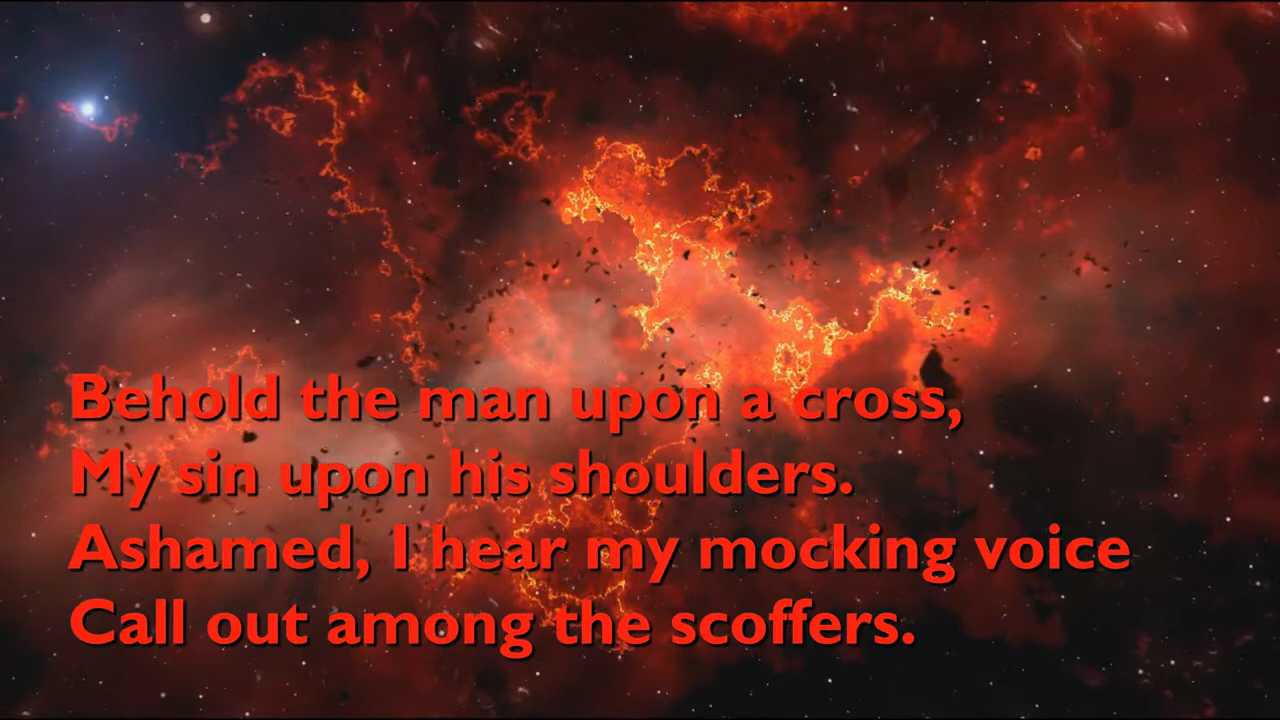 Behold the man upon a cross,
My sin upon his shoulders.
Ashamed, I hear my mocking voice
Call out among the scoffers.